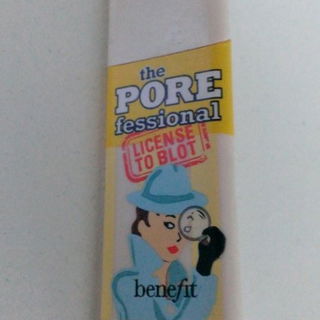 the
PORE
fessional
LICENSE
TO BLOT
benefit